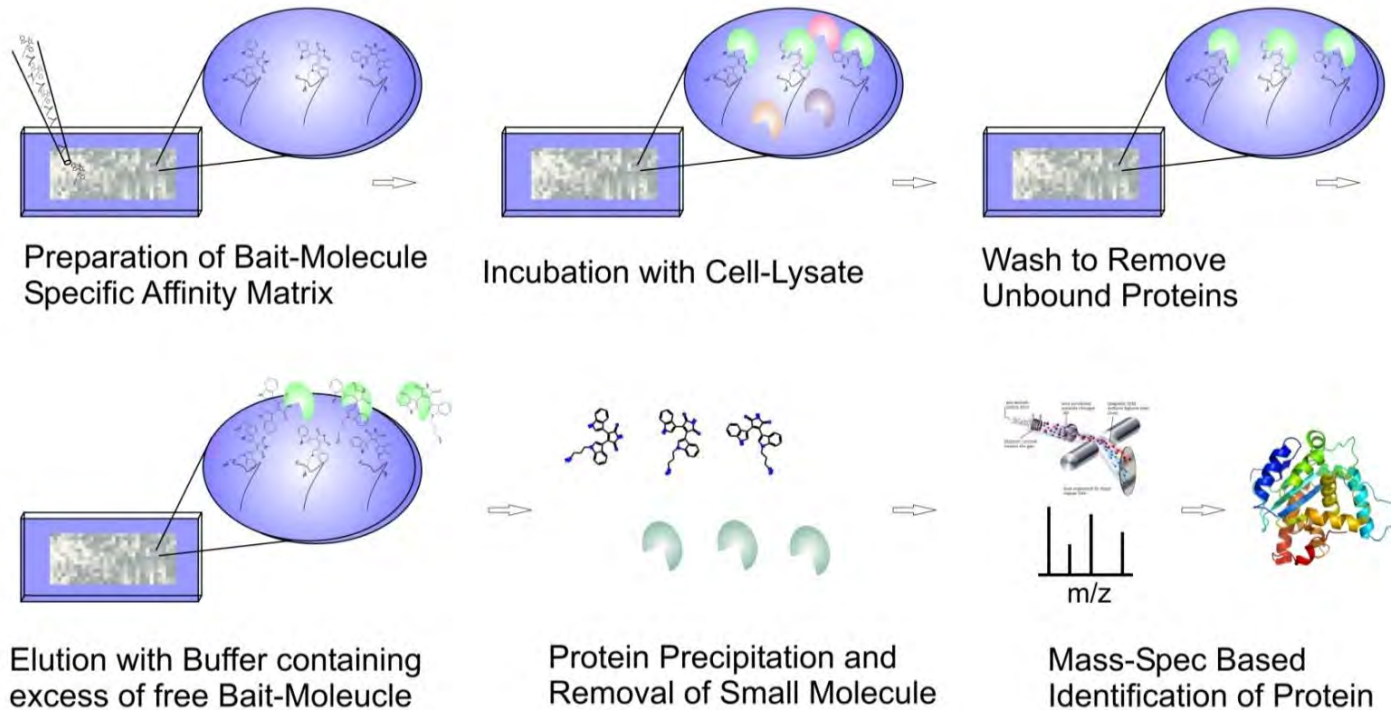 Preparation of Bait-Molecule
Specific Affinity Matrix
Incubation with Cell-Lysate
Wash to Remove
Unbound Proteins
Elution with Buffer containing
excess of free Bait-Moleucle
Protein Precipitation and
Removal of Small Molecule
m/z
Mass-Spec Based
Identification of Protein